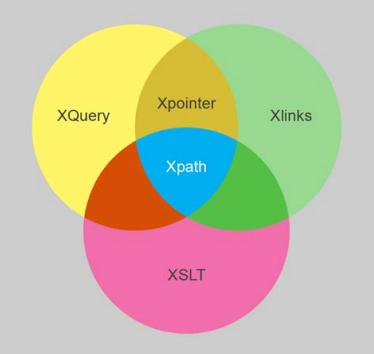 Xpointer
XQuery
Xlinks
Xpath
XSLT